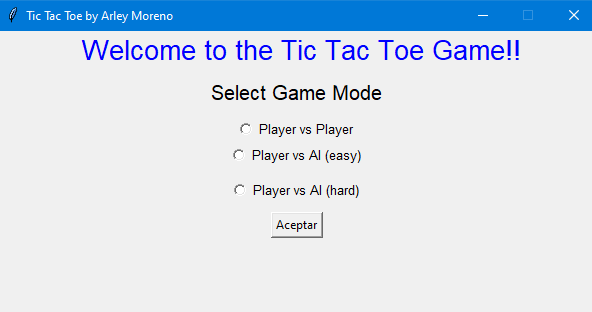 Tic Tac Toe by Arley Moreno
Welcome to the Tic Tac Toe Game!!
Select Game Mode
Player vs Player
Player vs AI (easy)
Player vs AI (hard)
Aceptar